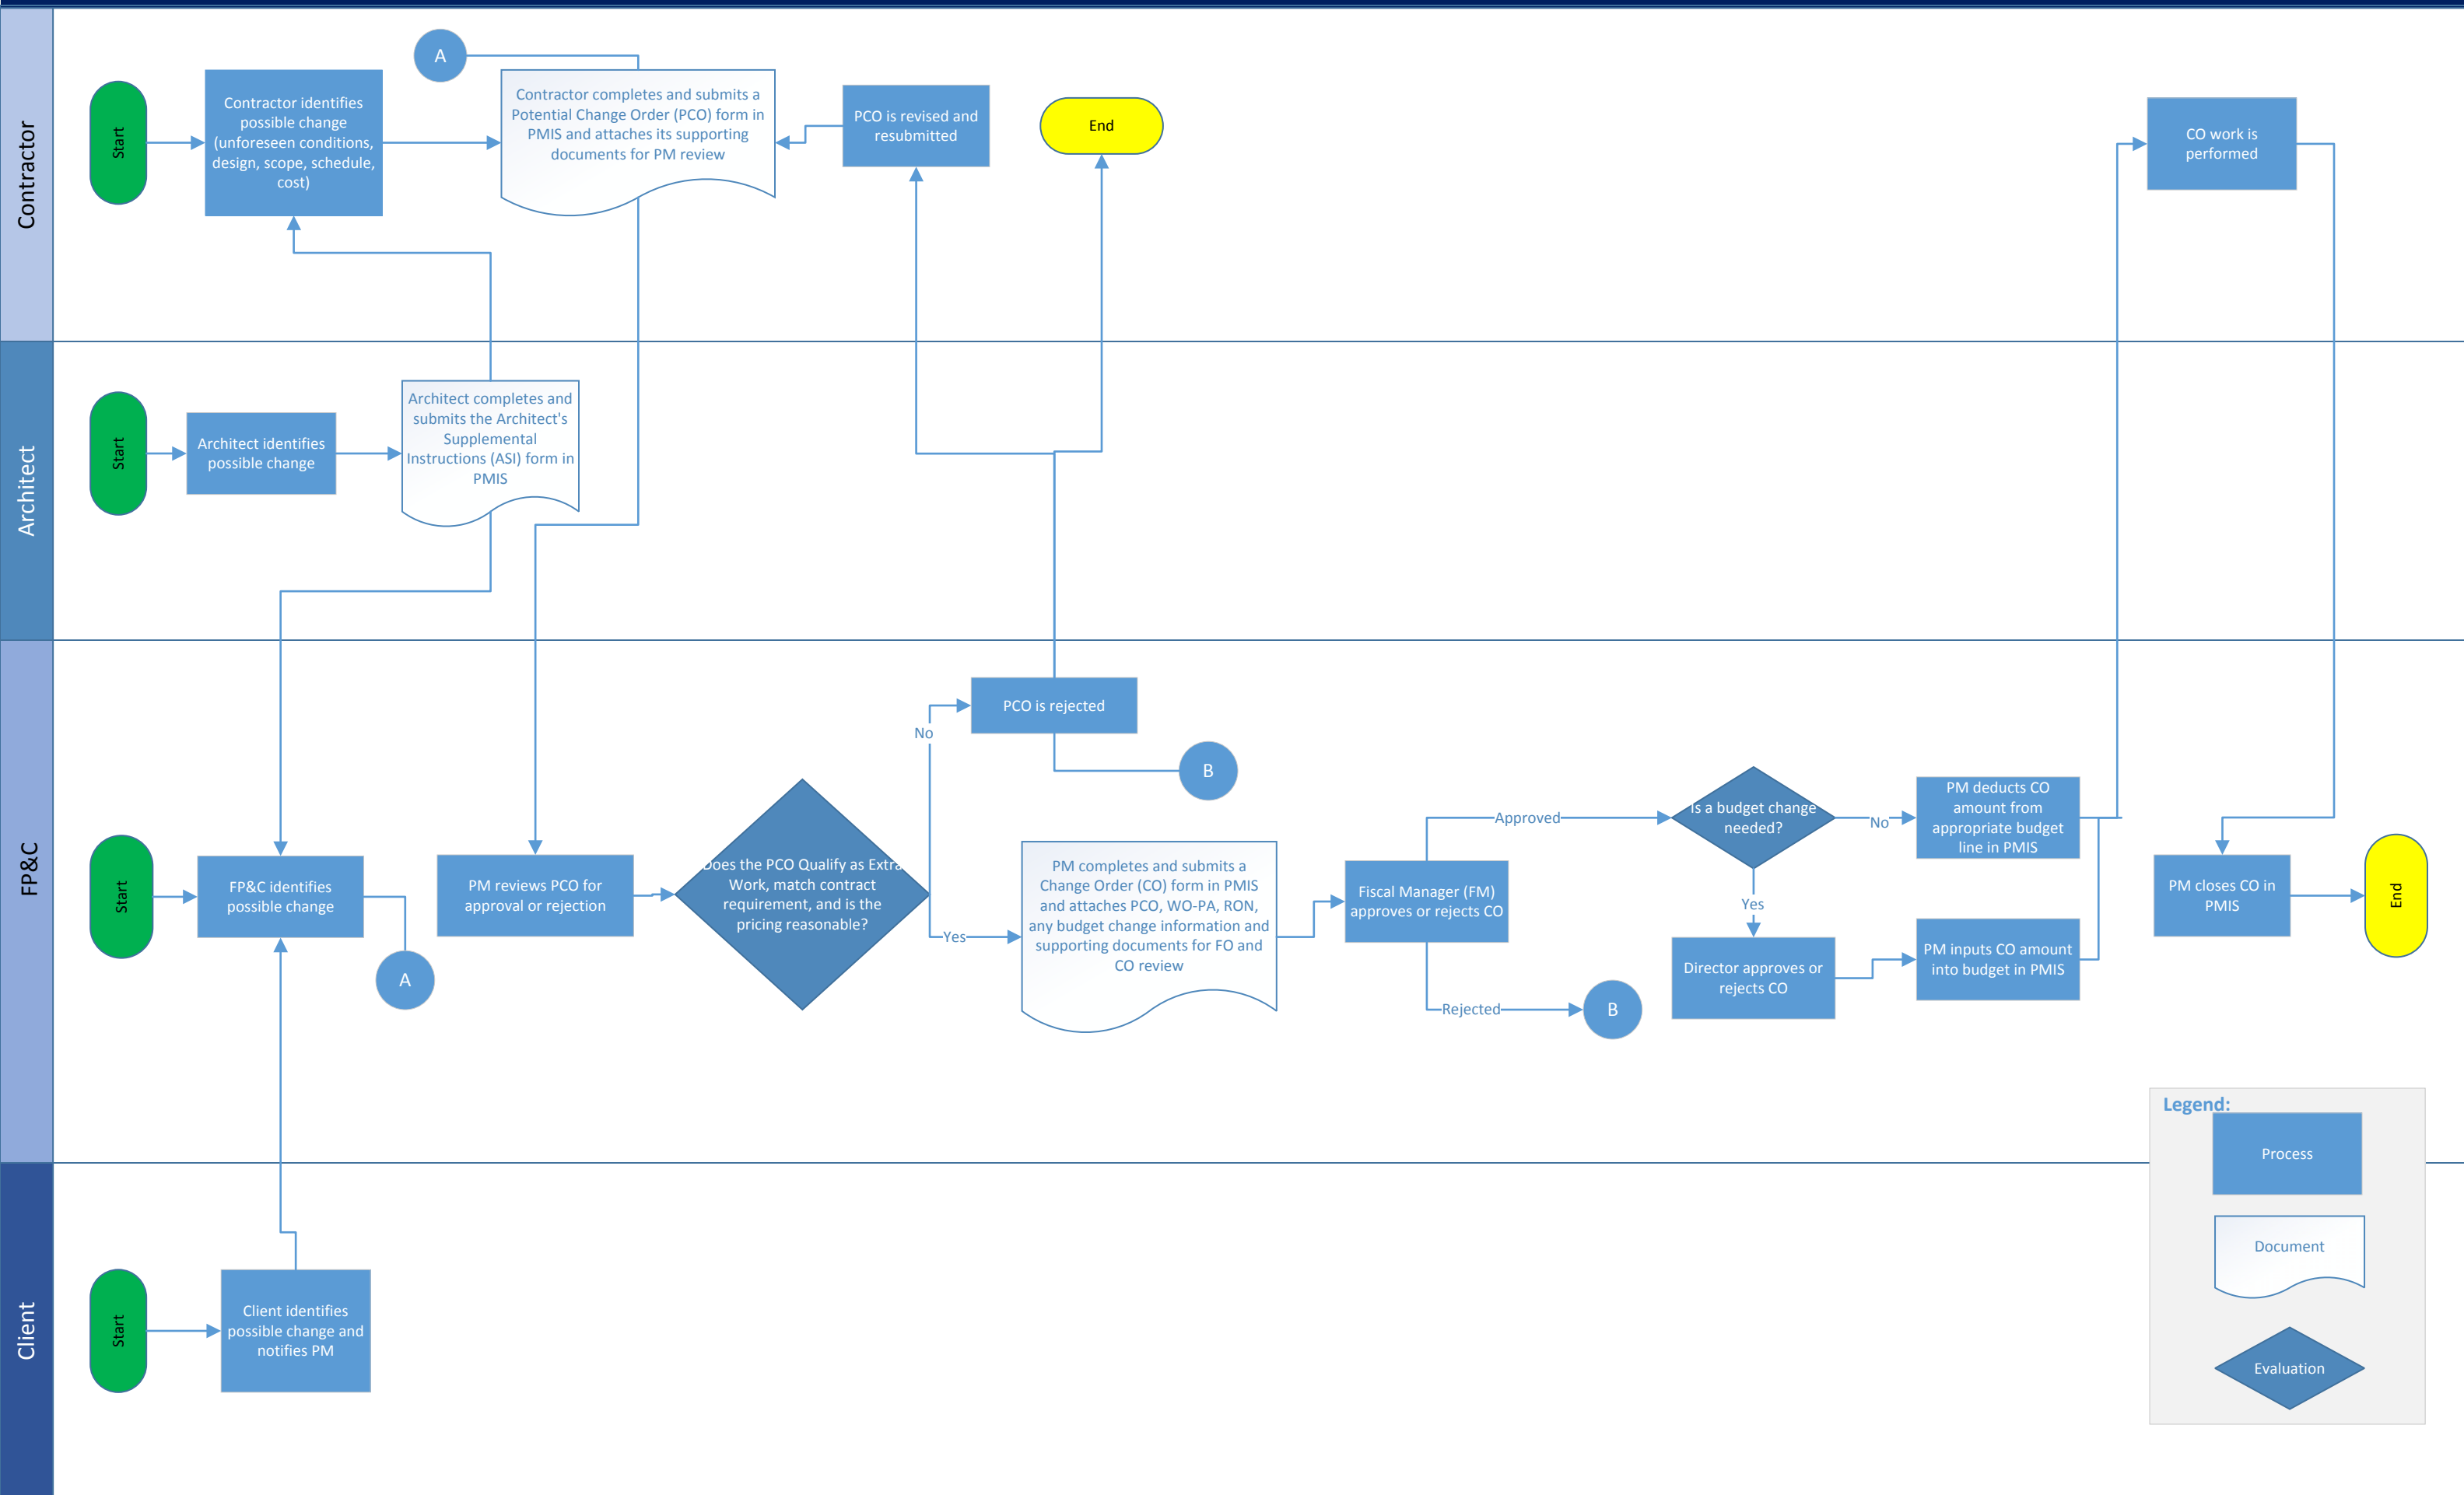 Contractor
Start
Contractor identifies
possible change
(unforeseen conditions,
design, scope, schedule,
cost)
A
Contractor completes and submits a
Potential Change Order (PCO) form in
PMIS and attaches its supporting
documents for PM review
PCO is revised and
resubmitted
End
CO work is
performed
Architect
Start
Architect identifies
possible change
Architect completes and
submits the Architect's
Supplemental
Instructions (ASI) form in
PMIS
FP&C
Start
FP&C identifies
possible change
A
PM reviews PCO for
approval or rejection
Does the PCO Qualify as Extra
Work, match contract
requirement, and is the
pricing reasonable?
No
PCO is rejected
B
Yes
PM completes and submits a
Change Order (CO) form in PMIS
and attaches PCO, WO-PA, RON,
any budget change information and
supporting documents for FO and
CO review
Fiscal Manager (FM)
approves or rejects CO
Approved
Rejected
B
Is a budget change
needed?
No
Yes
PM deducts CO
amount from
appropriate budget
line in PMIS
Director approves or
rejects CO
PM inputs CO amount
into budget in PMIS
PM closes CO in
PMIS
End
Client
Start
Client identifies
possible change and
notifies PM
Legend:
Process
Document
Evaluation